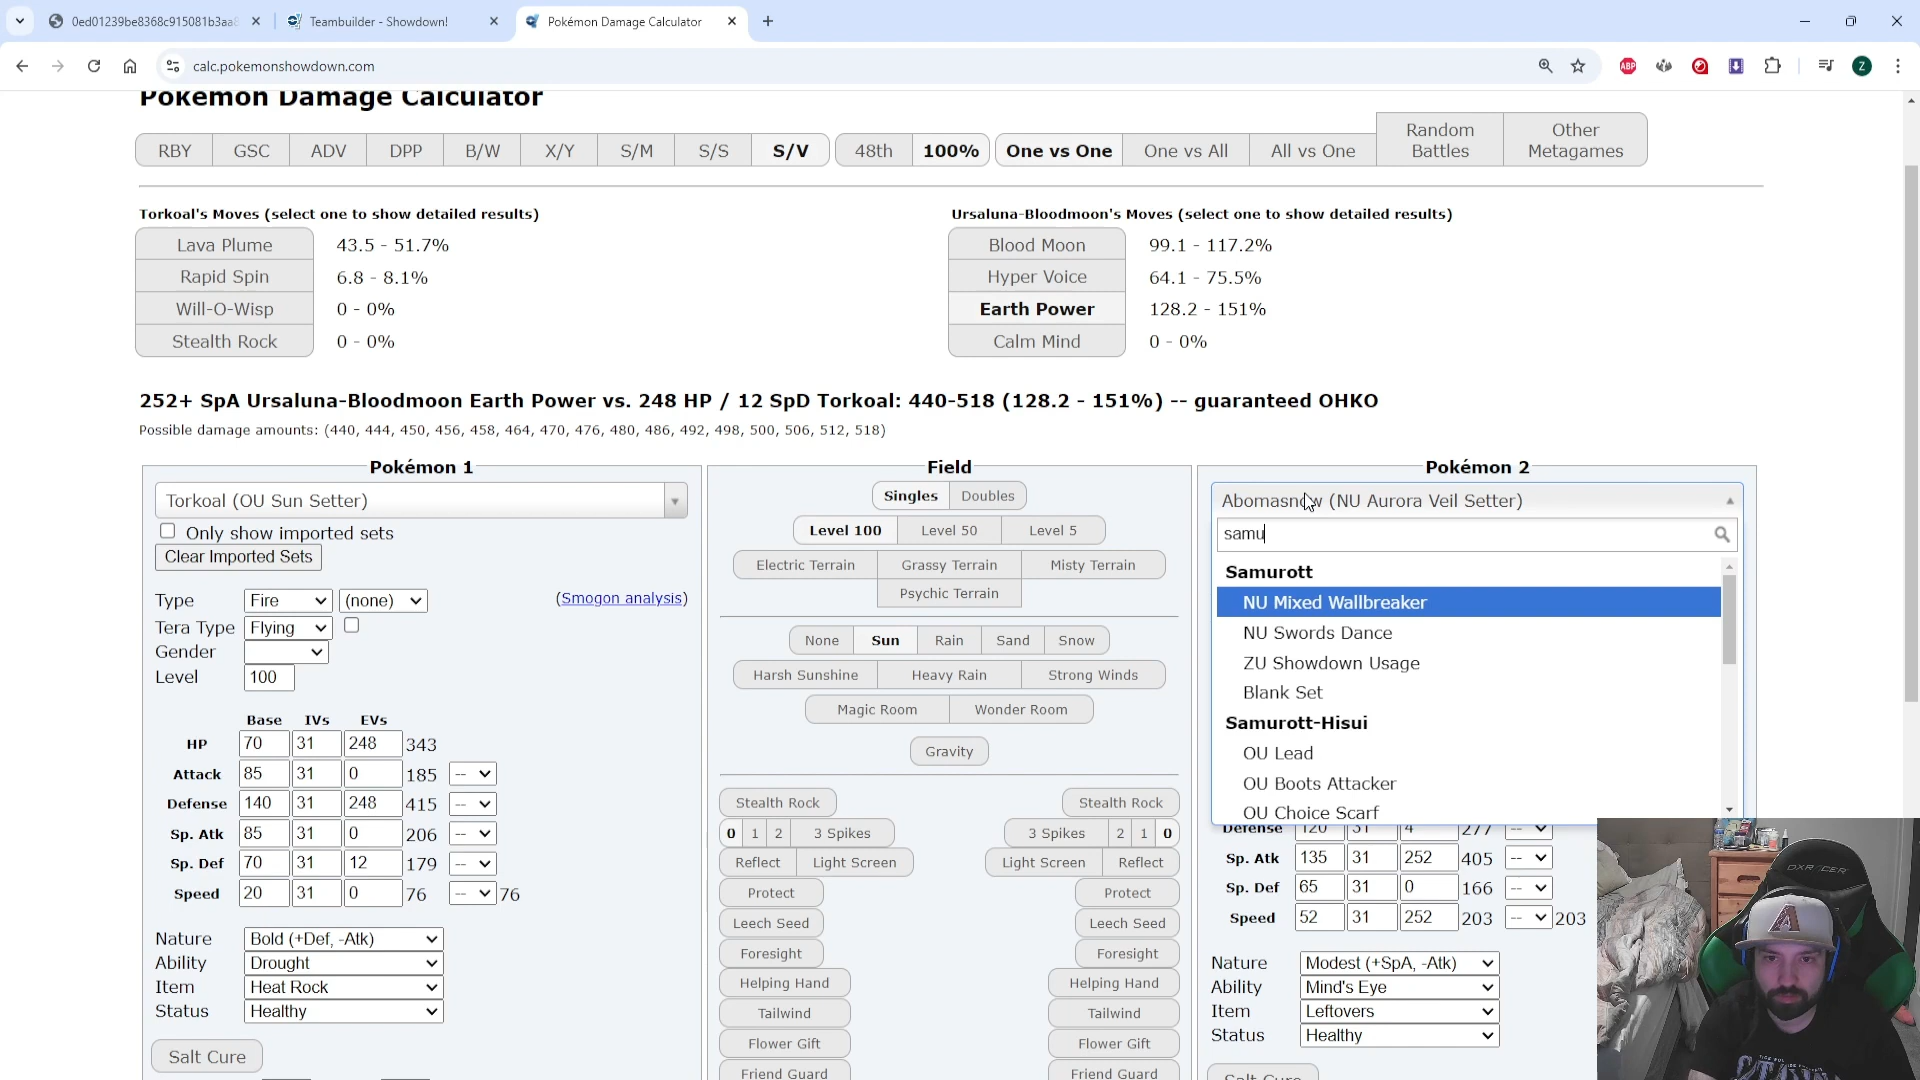 0ed01239be8368c915081b3aa8
Teambuilder - Showdown!
Pokémon Damage Calculator
calc.pokemonshowdown.com
ABP
Z
Pokémon Damage Calculator
RBY GSC ADV DPP B/W X/Y S/M S/S S/V 48th 100% One vs One One vs All All vs One Random Battles Other Metagames
Torkoal's Moves (select one to show detailed results)
Lava Plume 43.5 - 51.7%
Rapid Spin 6.8 - 8.1%
Will-O-Wisp 0 - 0%
Stealth Rock 0 - 0%
Ursaluna-Bloodmoon's Moves (select one to show detailed results)
Blood Moon 99.1 - 117.2%
Hyper Voice 64.1 - 75.5%
Earth Power 128.2 - 151%
Calm Mind 0 - 0%
252+ SpA Ursaluna-Bloodmoon Earth Power vs. 248 HP / 12 SpD Torkoal: 440-518 (128.2 - 151%) -- guaranteed OHKO
Possible damage amounts: (440, 444, 450, 456, 458, 464, 470, 476, 480, 486, 492, 498, 500, 506, 512, 518)
Pokémon 1
Torkoal (OU Sun Setter)
Only show imported sets
Clear Imported Sets
Type Fire (none) (Smogon analysis)
Tera Type Flying
Gender
Level 100
Base IVs EVs
HP 70 31 248 343
Attack 85 31 0 185 --
Defense 140 31 248 415 --
Sp. Atk 85 31 0 206 --
Sp. Def 70 31 12 179 --
Speed 20 31 0 76 -- 76
Nature Bold (+Def, -Atk)
Ability Drought
Item Heat Rock
Status Healthy
Salt Cure
Field
Singles Doubles
Level 100 Level 50 Level 5
Electric Terrain Grassy Terrain Misty Terrain
Psychic Terrain
None Sun Rain Sand Snow
Harsh Sunshine Heavy Rain Strong Winds
Magic Room Wonder Room
Gravity
Stealth Rock Stealth Rock
0 1 2 3 Spikes 3 Spikes 2 1 0
Reflect Light Screen Light Screen Reflect
Protect Protect
Leech Seed Leech Seed
Foresight Foresight
Helping Hand Helping Hand
Tailwind Tailwind
Flower Gift Flower Gift
Friend Guard Friend Guard
Pokémon 2
Abomasnow (NU Aurora Veil Setter)
samu
Samurott
NU Mixed Wallbreaker
NU Swords Dance
ZU Showdown Usage
Blank Set
Samurott-Hisui
OU Lead
OU Boots Attacker
OU Choice Scarf
Defense 120 31 4 277 --
Sp. Atk 135 31 252 405 --
Sp. Def 65 31 0 166 --
Speed 52 31 252 203 -- 203
Nature Modest (+SpA, -Atk)
Ability Mind's Eye
Item Leftovers
Status Healthy
Salt Cure
DXRACER
A